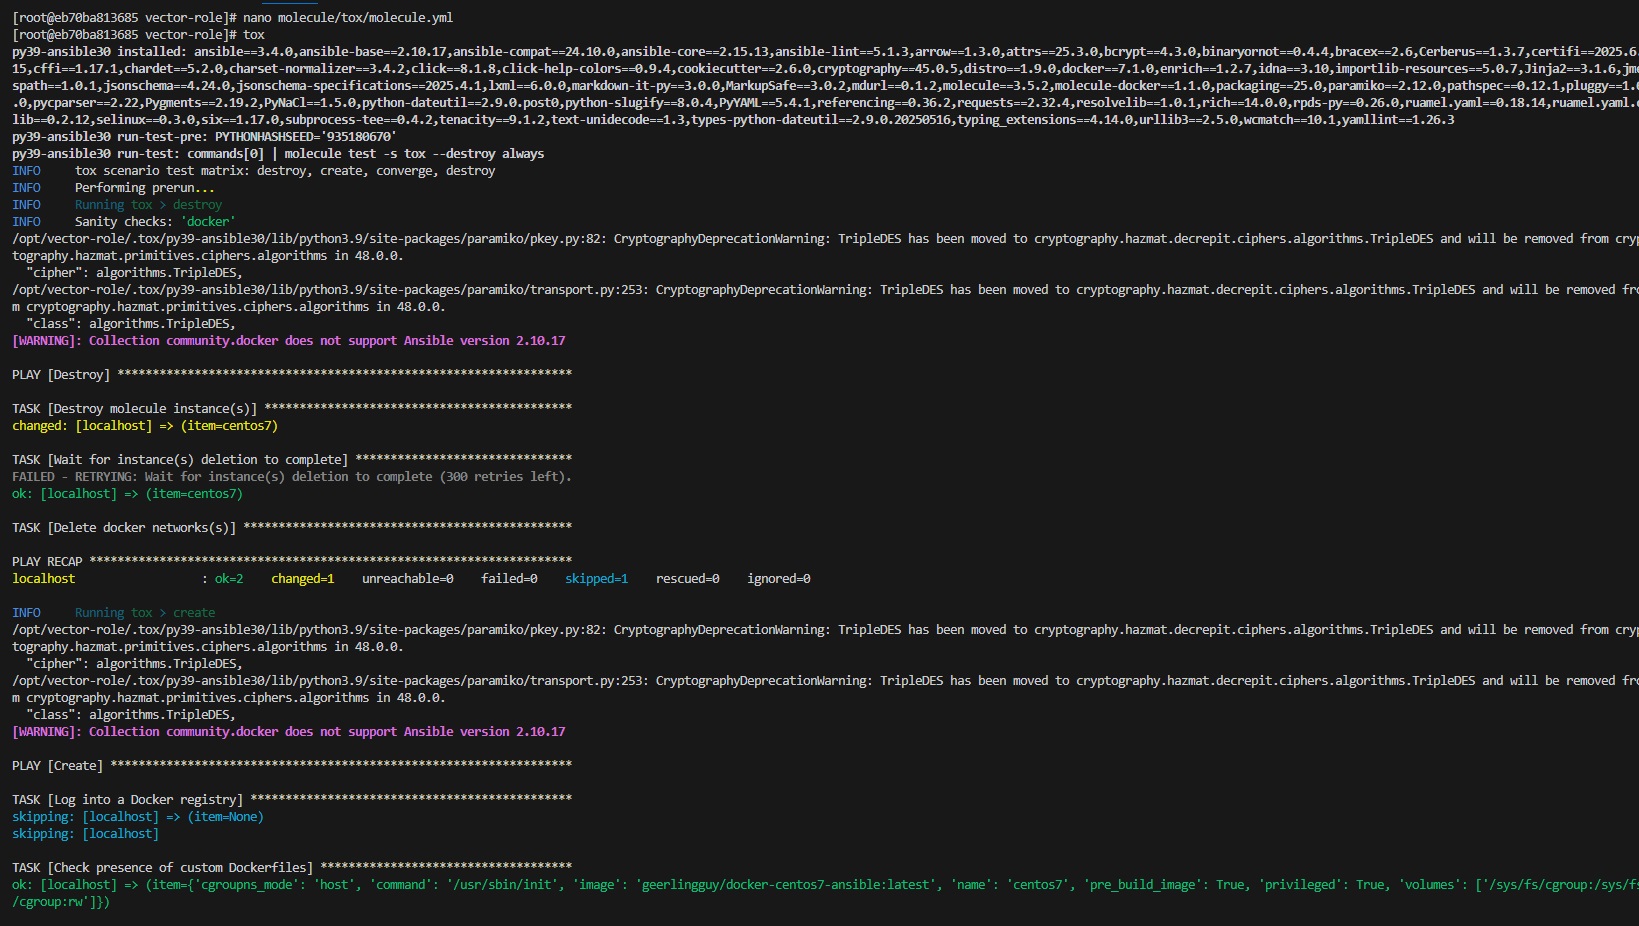 [root@eb70ba813685 vector-role]# nano molecule/tox/molecule.yml
[root@eb70ba813685 vector-role]# tox
py39-ansible30 installed: ansible==3.4.0,ansible-base==2.10.17,ansible-compat==24.10.0,ansible-core==2.15.13,ansible-lint==5.1.3,arrow==1.3.0,attrs==25.3.0,bcrypt==4.3.0,binaryornot==0.4.4,bracex==2.6,Cerberus==1.3.7,certifi==2025.6.
15,cffi==1.17.1,chardet==5.2.0,charset-normalizer==3.4.2,click==8.1.8,click-help-colors==0.9.4,cookiecutter==2.6.0,cryptography==45.0.5,distro==1.9.0,docker==7.1.0,enrich==1.2.7,idna==3.10,importlib-resources==5.0.7,Jinja2==3.1.6,jme
spath==1.0.1,jsonschema==4.24.0,jsonschema-specifications==2025.4.1,lxml==6.0.0,markdown-it-py==3.0.0,MarkupSafe==3.0.2,mdurl==0.1.2,molecule==3.5.2,molecule-docker==1.1.0,packaging==25.0,paramiko==2.12.0,pathspec==0.12.1,pluggy==1.6
.0,pycparser==2.22,Pygments==2.19.2,PyNaCl==1.5.0,python-dateutil==2.9.0.post0,python-slugify==8.0.4,PyYAML==5.4.1,referencing==0.36.2,requests==2.32.4,resolvelib==1.0.1,rich==14.0.0,rpds-py==0.26.0,ruamel.yaml==0.18.14,ruamel.yaml.c
lib==0.2.12,selinux==0.3.0,six==1.17.0,subprocess-tee==0.4.2,tenacity==9.1.2,text-unidecode==1.3,types-python-dateutil==2.9.0.20250516,typing_extensions==4.14.0,urllib3==2.5.0,wcmatch==10.1,yamllint==1.26.3
py39-ansible30 run-test-pre: PYTHONHASHSEED='935180670'
py39-ansible30 run-test: commands[0] | molecule test -s tox --destroy always
INFO     tox scenario test matrix: destroy, create, converge, destroy
INFO     Performing prerun...
INFO     Running tox > destroy
INFO     Sanity checks: 'docker'
/opt/vector-role/.tox/py39-ansible30/lib/python3.9/site-packages/paramiko/pkey.py:82: CryptographyDeprecationWarning: TripleDES has been moved to cryptography.hazmat.decrepit.ciphers.algorithms.TripleDES and will be removed from cryp
tography.hazmat.primitives.ciphers.algorithms in 48.0.0.
  "cipher": algorithms.TripleDES,
/opt/vector-role/.tox/py39-ansible30/lib/python3.9/site-packages/paramiko/transport.py:253: CryptographyDeprecationWarning: TripleDES has been moved to cryptography.hazmat.decrepit.ciphers.algorithms.TripleDES and will be removed fro
m cryptography.hazmat.primitives.ciphers.algorithms in 48.0.0.
  "class": algorithms.TripleDES,
[WARNING]: Collection community.docker does not support Ansible version 2.10.17
PLAY [Destroy] *****************************************************************
TASK [Destroy molecule instance(s)] ********************************************
changed: [localhost] => (item=centos7)
TASK [Wait for instance(s) deletion to complete] *******************************
FAILED - RETRYING: Wait for instance(s) deletion to complete (300 retries left).
ok: [localhost] => (item=centos7)
TASK [Delete docker networks(s)] ***********************************************
PLAY RECAP *********************************************************************
localhost                  : ok=2    changed=1    unreachable=0    failed=0    skipped=1    rescued=0    ignored=0
INFO     Running tox > create
/opt/vector-role/.tox/py39-ansible30/lib/python3.9/site-packages/paramiko/pkey.py:82: CryptographyDeprecationWarning: TripleDES has been moved to cryptography.hazmat.decrepit.ciphers.algorithms.TripleDES and will be removed from cryp
tography.hazmat.primitives.ciphers.algorithms in 48.0.0.
  "cipher": algorithms.TripleDES,
/opt/vector-role/.tox/py39-ansible30/lib/python3.9/site-packages/paramiko/transport.py:253: CryptographyDeprecationWarning: TripleDES has been moved to cryptography.hazmat.decrepit.ciphers.algorithms.TripleDES and will be removed fro
m cryptography.hazmat.primitives.ciphers.algorithms in 48.0.0.
  "class": algorithms.TripleDES,
[WARNING]: Collection community.docker does not support Ansible version 2.10.17
PLAY [Create] ******************************************************************
TASK [Log into a Docker registry] **********************************************
skipping: [localhost] => (item=None)
skipping: [localhost]
TASK [Check presence of custom Dockerfiles] ************************************
ok: [localhost] => (item={'cgroupns_mode': 'host', 'command': '/usr/sbin/init', 'image': 'geerlingguy/docker-centos7-ansible:latest', 'name': 'centos7', 'pre_build_image': True, 'privileged': True, 'volumes': ['/sys/fs/cgroup:/sys/fs
/cgroup:rw']})